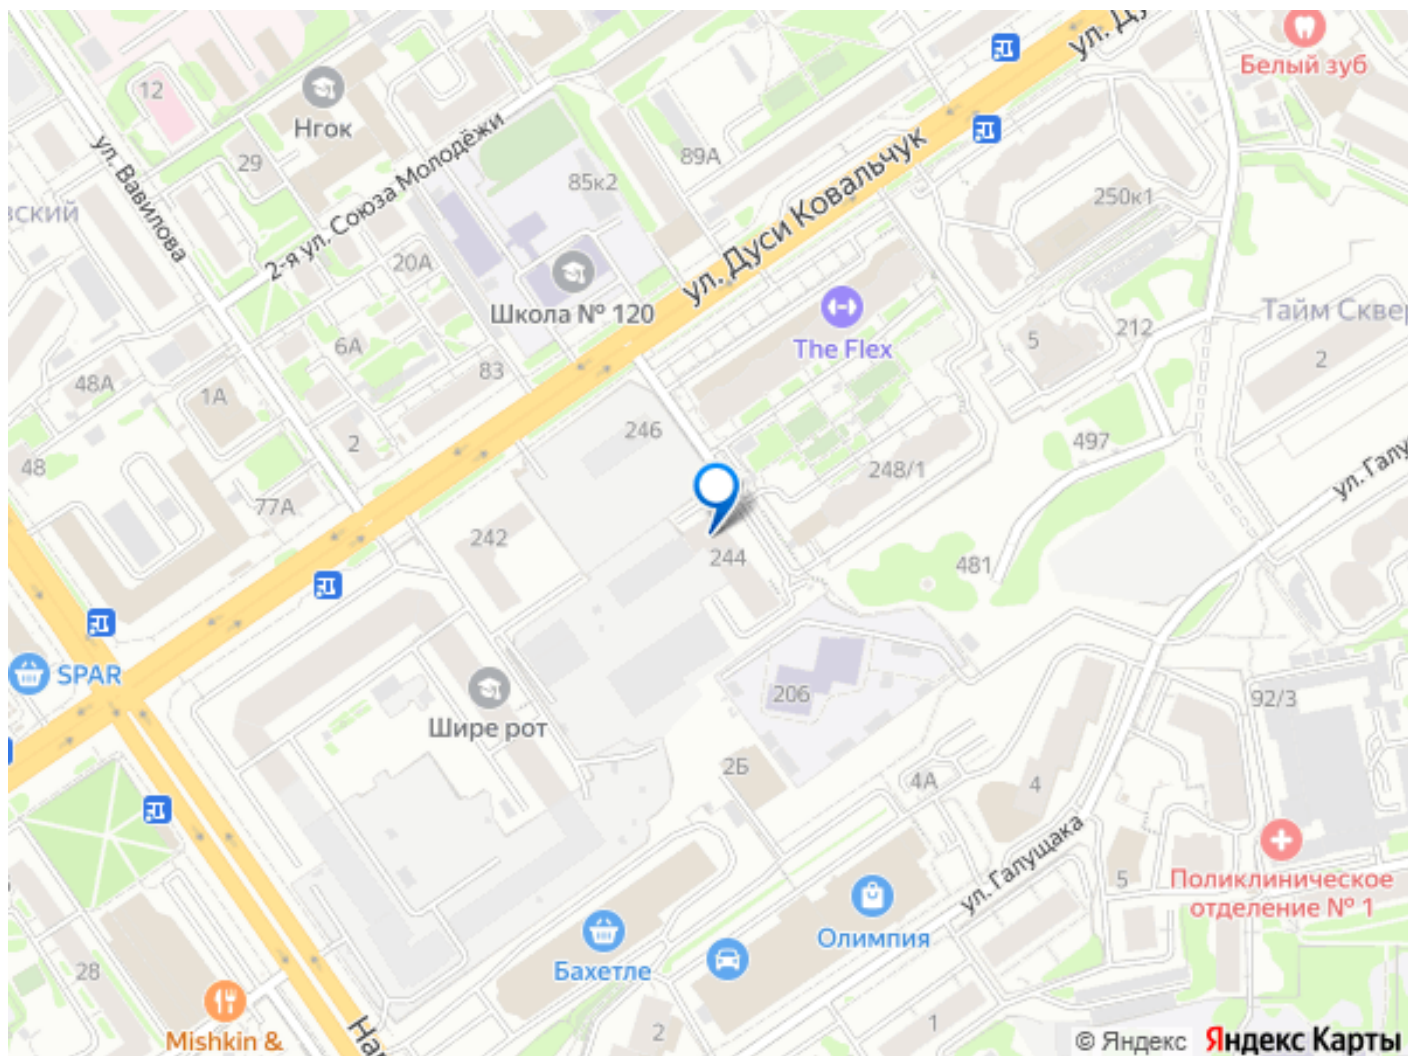 ул. Д
Белый зуб
12
Нгок
29
ул. Вавилова
2-я ул. Союза Молодёжи
89А
85к2
ул. Дуси Ковальчук
250к1
вский
20А
Школа № 120
6А
The Flex
Тайм Сквер
212
5
2
48А
1А
83
2
246
497
48
77А
248/1
ул. Галу
242
244
481
SPAR
Шире рот
206
92/3
2Б
4А
4
ул. Галущака
5
Поликлиническое
отделение № 1
Олимпия
Бахетле
28
Mishkin &
На
2
1
© Яндекс Яндекс Карты